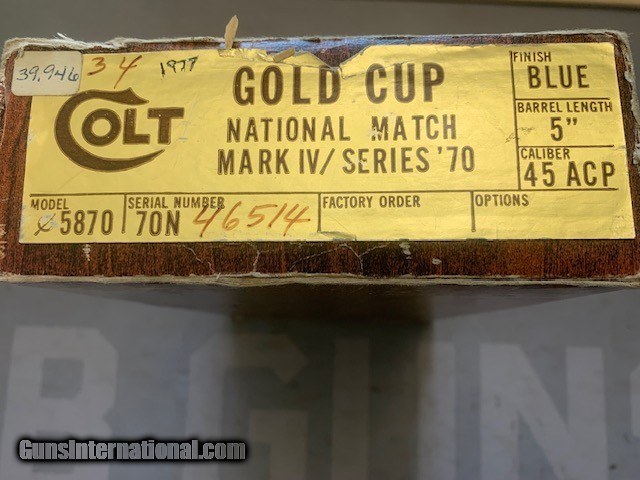 39,946
34
1977
COLT
GOLD CUP
NATIONAL MATCH
MARK IV/ SERIES '70
FINISH
BLUE
BARREL LENGTH
5"
CALIBER
45 ACP
MODEL
5870
SERIAL NUMBER
70N 46514
FACTORY ORDER
OPTIONS
B GUNS
GunsInternational.com